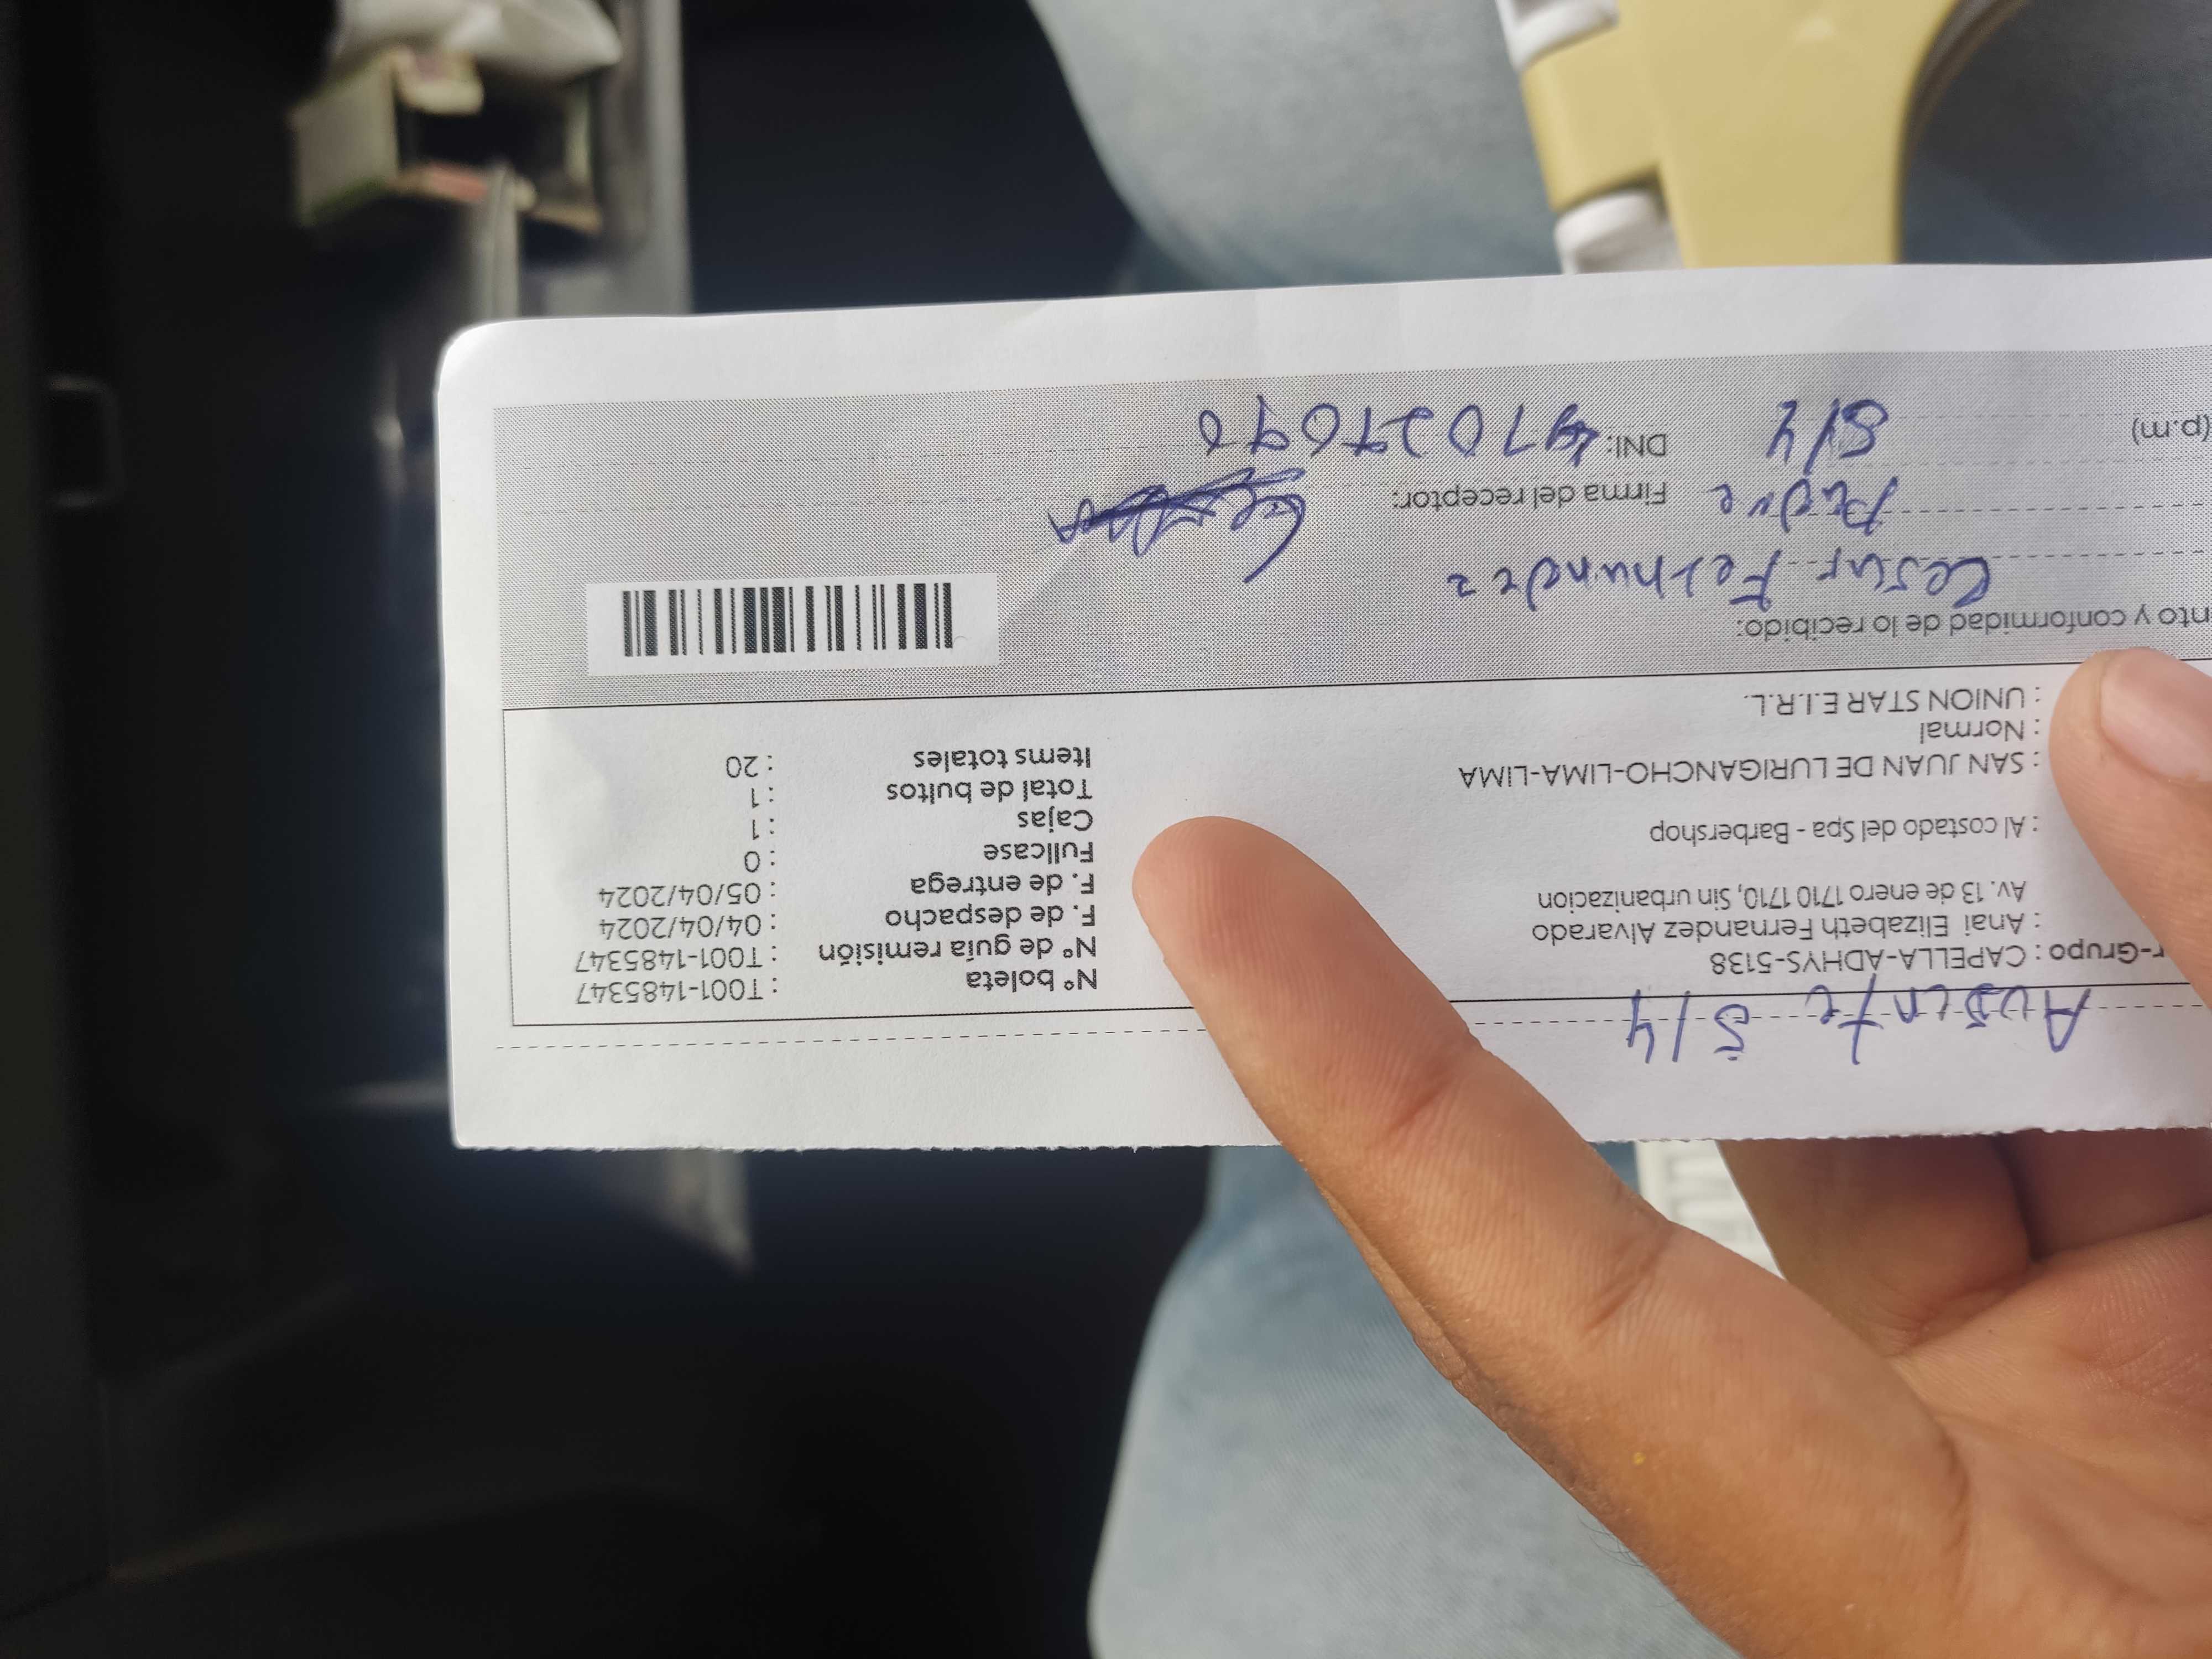 Ausente 5/4
r-Grupo : CAPELLA-ADHYS-5138
: Anai Elizabeth Fernandez Alvarado
Av. 13 de enero 1710 1710, Sin urbanizacion
: Al costado del Spa - Barbershop
: SAN JUAN DE LURIGANCHO-LIMA-LIMA
: Normal
: UNION STAR E.I.R.L.
N° boleta : T001-1485347
N° de guía remisión : T001-1485347
F. de despacho : 04/04/2024
F. de entrega : 05/04/2024
Fullcase : 0
Cajas : 1
Total de bultos : 1
Items totales : 20
nto y conformidad de lo recibido:
Cesar Fernandez
Padre
Firma del receptor:
(p.m) 5/4
DNI: